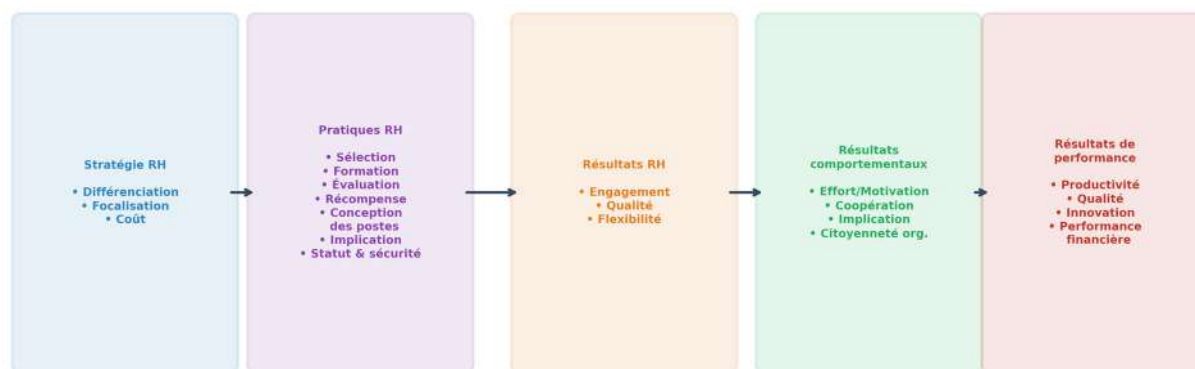 Stratégie RH
• Différenciation
• Focalisation
• Coût
Pratiques RH
• Sélection
• Formation
• Évaluation
• Récompense
• Conception
des postes
• Implication
• Statut & sécurité
Résultats RH
• Engagement
• Qualité
• Flexibilité
Résultats
comportementaux
• Effort/Motivation
• Coopération
• Implication
• Citoyenneté org.
Résultats de
performance
• Productivité
• Qualité
• Innovation
• Performance
financière